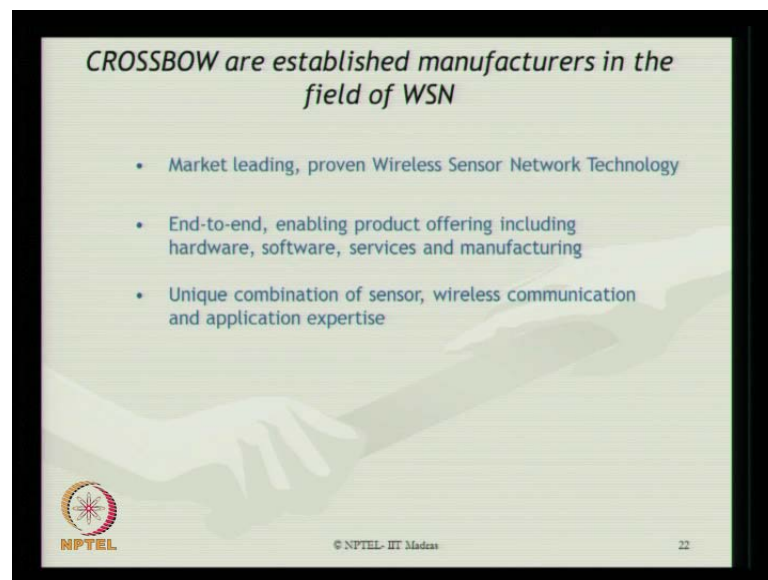 CROSSBOW are established manufacturers in the
field of WSN
• Market leading, proven Wireless Sensor Network Technology
• End-to-end, enabling product offering including
hardware, software, services and manufacturing
• Unique combination of sensor, wireless communication
and application expertise
NPTEL
© NPTEL- IIT Madras
22